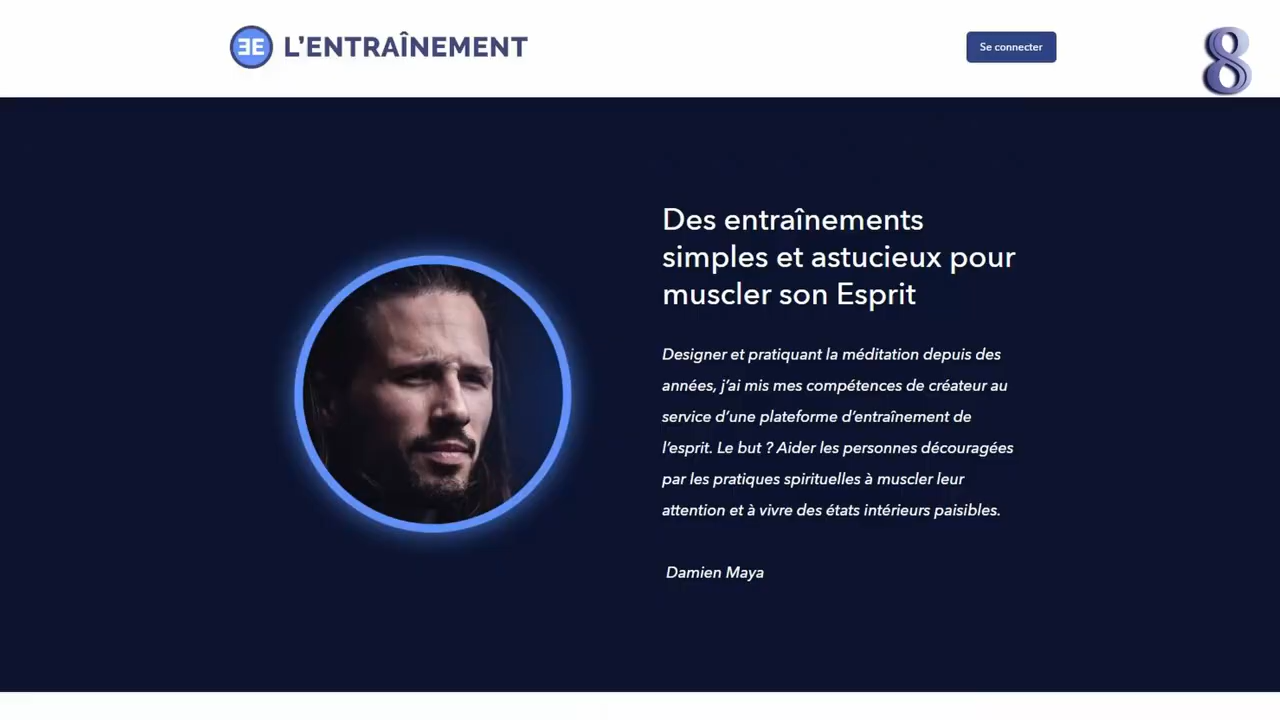 ƎE L'ENTRAÎNEMENT
Se connecter
8
Des entraînements
simples et astucieux pour
muscler son Esprit
Designer et pratiquant la méditation depuis des
années, j'ai mis mes compétences de créateur au
service d'une plateforme d'entraînement de
l'esprit. Le but ? Aider les personnes découragées
par les pratiques spirituelles à muscler leur
attention et à vivre des états intérieurs paisibles.
Damien Maya